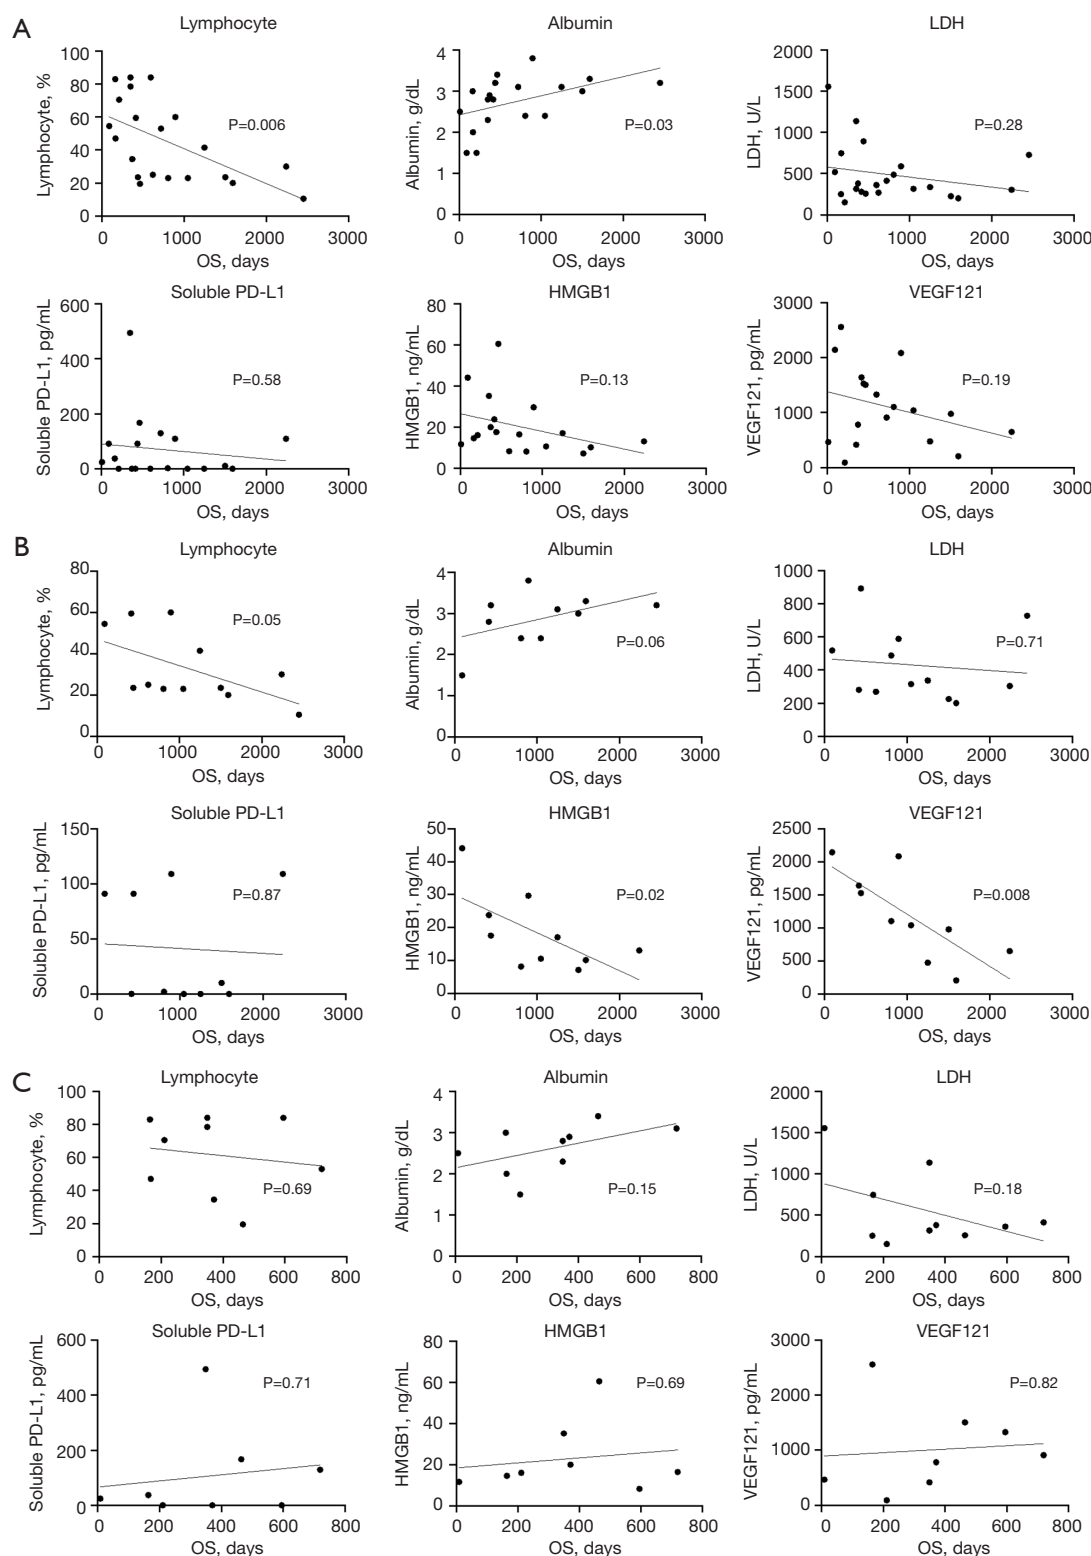 A
Lymphocyte
Lymphocyte, %
100
80
60
40
20
0
P=0.006
0 1000 2000 3000
OS, days
Albumin
Albumin, g/dL
4
3
2
1
0
P=0.03
0 1000 2000 3000
OS, days
LDH
LDH, U/L
2000
1500
1000
500
0
P=0.28
0 1000 2000 3000
OS, days
Soluble PD-L1
Soluble PD-L1, pg/mL
600
400
200
0
P=0.58
0 1000 2000 3000
OS, days
HMGB1
HMGB1, ng/mL
80
60
40
20
0
P=0.13
0 1000 2000 3000
OS, days
VEGF121
VEGF121, pg/mL
3000
2000
1000
0
P=0.19
0 1000 2000 3000
OS, days
B
Lymphocyte
Lymphocyte, %
80
60
40
20
0
P=0.05
0 1000 2000 3000
OS, days
Albumin
Albumin, g/dL
4
3
2
1
0
P=0.06
0 1000 2000 3000
OS, days
LDH
LDH, U/L
1000
800
600
400
200
0
P=0.71
0 1000 2000 3000
OS, days
Soluble PD-L1
Soluble PD-L1, pg/mL
150
100
50
0
P=0.87
0 1000 2000 3000
OS, days
HMGB1
HMGB1, ng/mL
50
40
30
20
10
0
P=0.02
0 1000 2000 3000
OS, days
VEGF121
VEGF121, pg/mL
2500
2000
1500
1000
500
0
P=0.008
0 1000 2000 3000
OS, days
C
Lymphocyte
Lymphocyte, %
100
80
60
40
20
0
P=0.69
0 200 400 600 800
OS, days
Albumin
Albumin, g/dL
4
3
2
1
0
P=0.15
0 200 400 600 800
OS, days
LDH
LDH, U/L
2000
1500
1000
500
0
P=0.18
0 200 400 600 800
OS, days
Soluble PD-L1
Soluble PD-L1, pg/mL
600
400
200
0
P=0.71
0 200 400 600 800
OS, days
HMGB1
HMGB1, ng/mL
80
60
40
20
0
P=0.69
0 200 400 600 800
OS, days
VEGF121
VEGF121, pg/mL
3000
2000
1000
0
P=0.82
0 200 400 600 800
OS, days